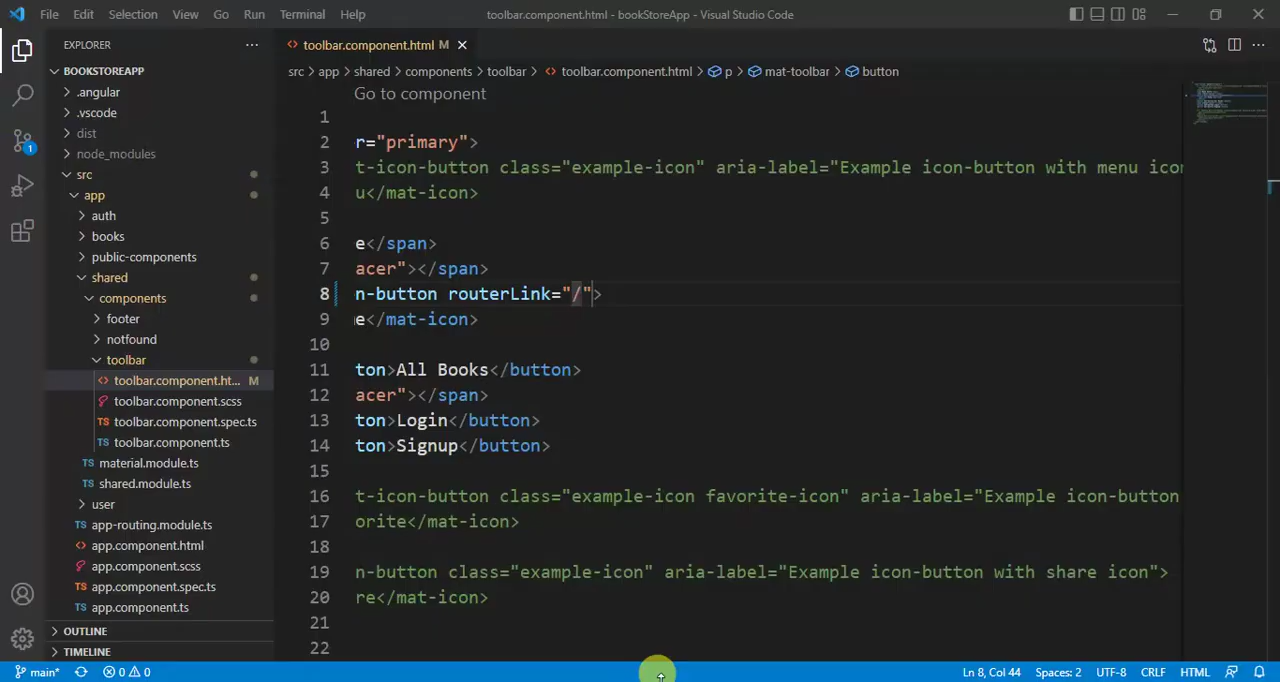 File Edit Selection View Go Run Terminal Help toolbar.component.html - bookStoreApp - Visual Studio Code
EXPLORER
BOOKSTOREAPP
.angular
.vscode
dist
node_modules
src
app
auth
books
public-components
shared
components
footer
notfound
toolbar
<> toolbar.component.ht... M
toolbar.component.scss
TS toolbar.component.spec.ts
TS toolbar.component.ts
TS material.module.ts
TS shared.module.ts
user
TS app-routing.module.ts
<> app.component.html
app.component.scss
TS app.component.spec.ts
TS app.component.ts
OUTLINE
TIMELINE
1
<> toolbar.component.html M
src > app > shared > components > toolbar > <> toolbar.component.html > p > mat-toolbar > button
Go to component
1
2 r="primary">
3 t-icon-button class="example-icon" aria-label="Example icon-button with menu icon
4 u</mat-icon>
5
6 e</span>
7 acer"></span>
8 n-button routerLink="/">
9 e</mat-icon>
10
11 ton>All Books</button>
12 acer"></span>
13 ton>Login</button>
14 ton>Signup</button>
15
16 t-icon-button class="example-icon favorite-icon" aria-label="Example icon-button
17 orite</mat-icon>
18
19 n-button class="example-icon" aria-label="Example icon-button with share icon">
20 re</mat-icon>
21
22
main* 0 0 Ln 8, Col 44 Spaces: 2 UTF-8 CRLF HTML